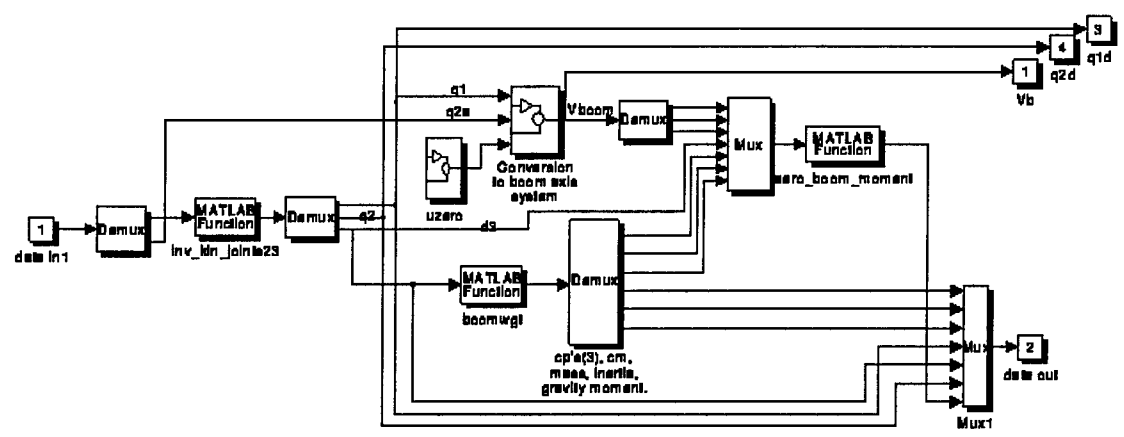 3
q1d
4
q2d
1
Vb
q1
q2a
Vboom
Demux
Mux
MATLAB
Function
zero_boom_moment
Conversion
to boom axis
system
uzero
1
data in1
Demux
MATLAB
Function
inv_kin_joints23
Demux
q2
d3
MATLAB
Function
boomwgt
Demux
cp's(3), cm,
mass, inertia,
gravity moment.
Mux
Mux1
2
data out